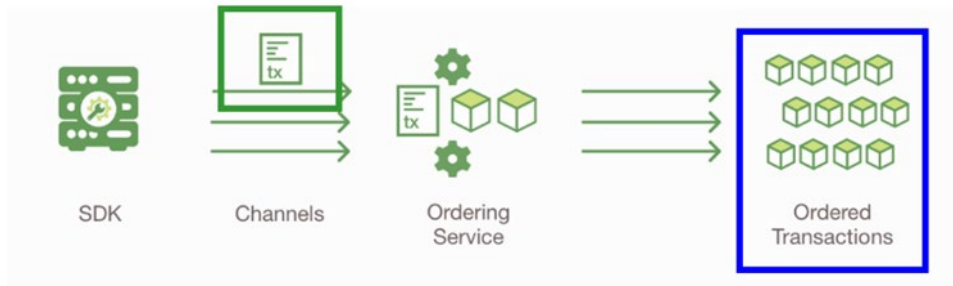 tx
tx
SDK
Channels
Ordering
Service
Ordered
Transactions